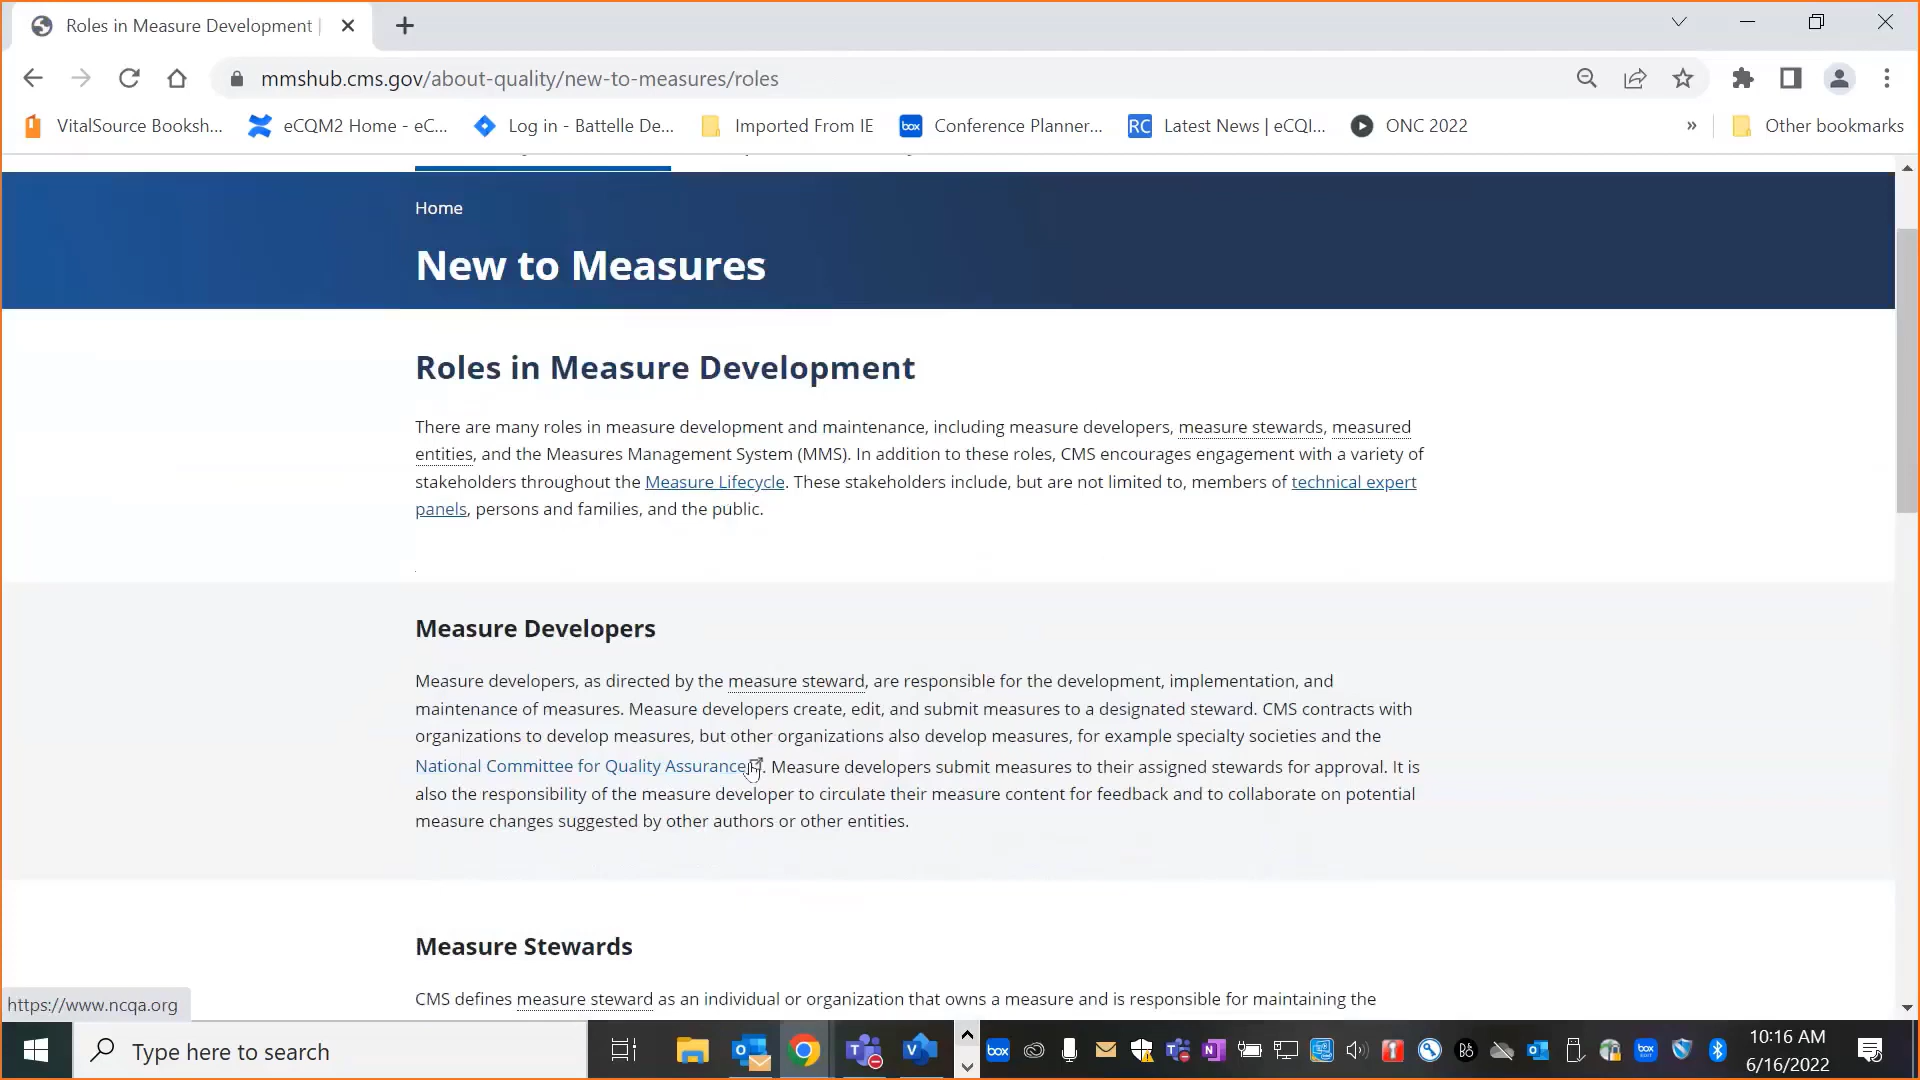 Roles in Measure Development |
mmshub.cms.gov/about-quality/new-to-measures/roles
VitalSource Booksh... eCQM2 Home - eC... Log in - Battelle De... Imported From IE box Conference Planner... RC Latest News | eCQI... ONC 2022 » Other bookmarks
Home
New to Measures
Roles in Measure Development
There are many roles in measure development and maintenance, including measure developers, measure stewards, measured
entities, and the Measures Management System (MMS). In addition to these roles, CMS encourages engagement with a variety of
stakeholders throughout the Measure Lifecycle. These stakeholders include, but are not limited to, members of technical expert
panels, persons and families, and the public.
Measure Developers
Measure developers, as directed by the measure steward, are responsible for the development, implementation, and
maintenance of measures. Measure developers create, edit, and submit measures to a designated steward. CMS contracts with
organizations to develop measures, but other organizations also develop measures, for example specialty societies and the
National Committee for Quality Assurance. Measure developers submit measures to their assigned stewards for approval. It is
also the responsibility of the measure developer to circulate their measure content for feedback and to collaborate on potential
measure changes suggested by other authors or other entities.
Measure Stewards
CMS defines measure steward as an individual or organization that owns a measure and is responsible for maintaining the
https://www.ncqa.org
Type here to search
box
box
10:16 AM
6/16/2022